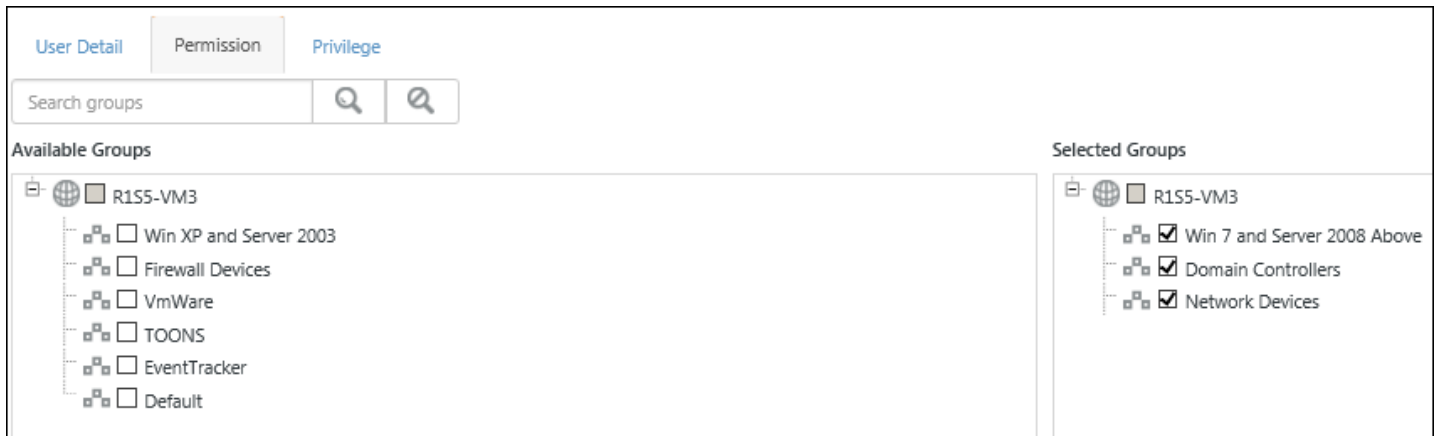 User Detail
Permission
Privilege
Search groups
Available Groups
R1S5-VM3
Win XP and Server 2003
Firewall Devices
VmWare
TOONS
EventTracker
Default
Selected Groups
R1S5-VM3
Win 7 and Server 2008 Above
Domain Controllers
Network Devices